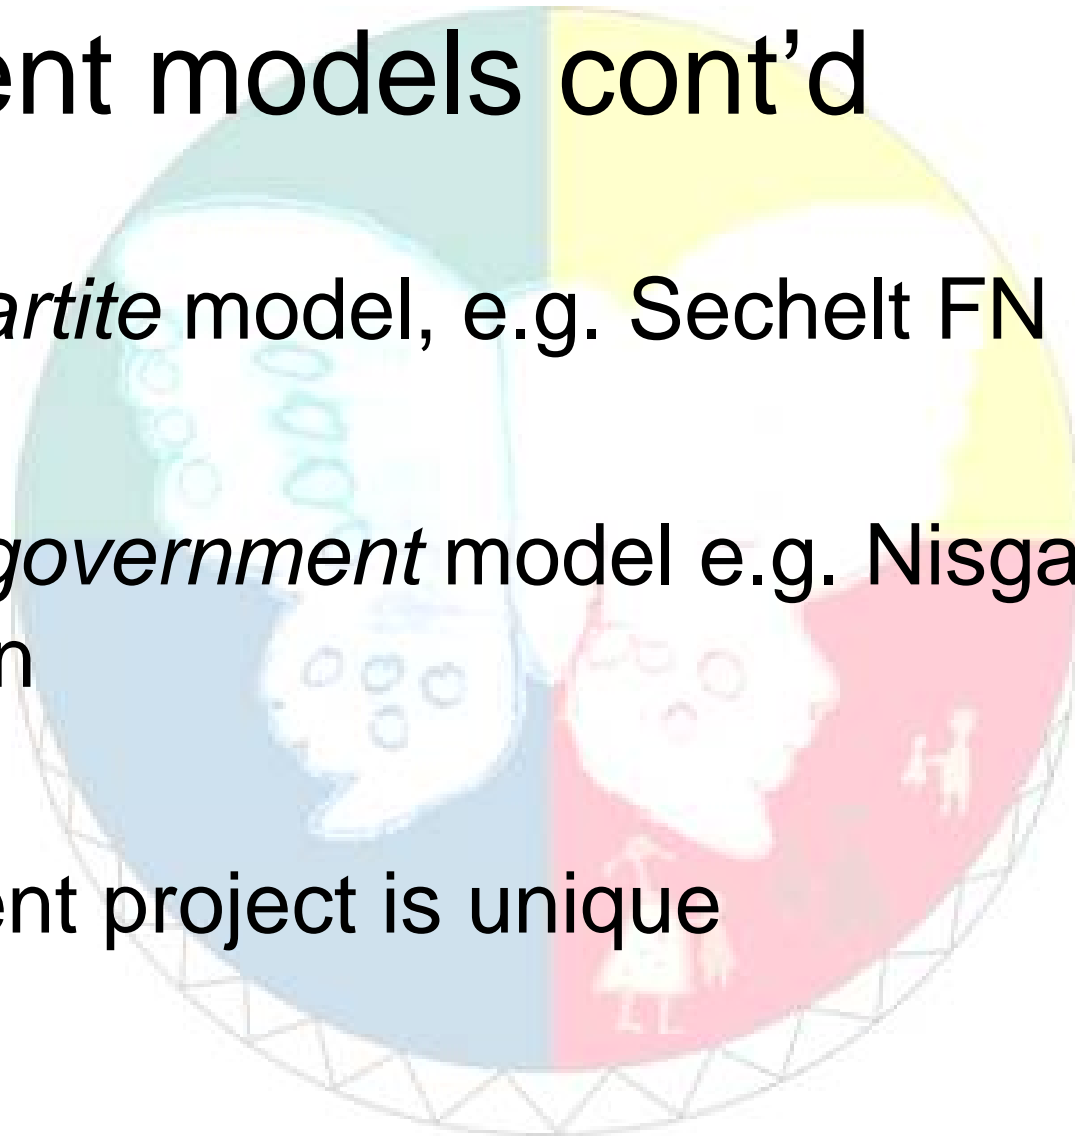 ent models cont’d
artite model, e.g. Sechelt FN
government model e.g. Nisga
n
ent project is unique